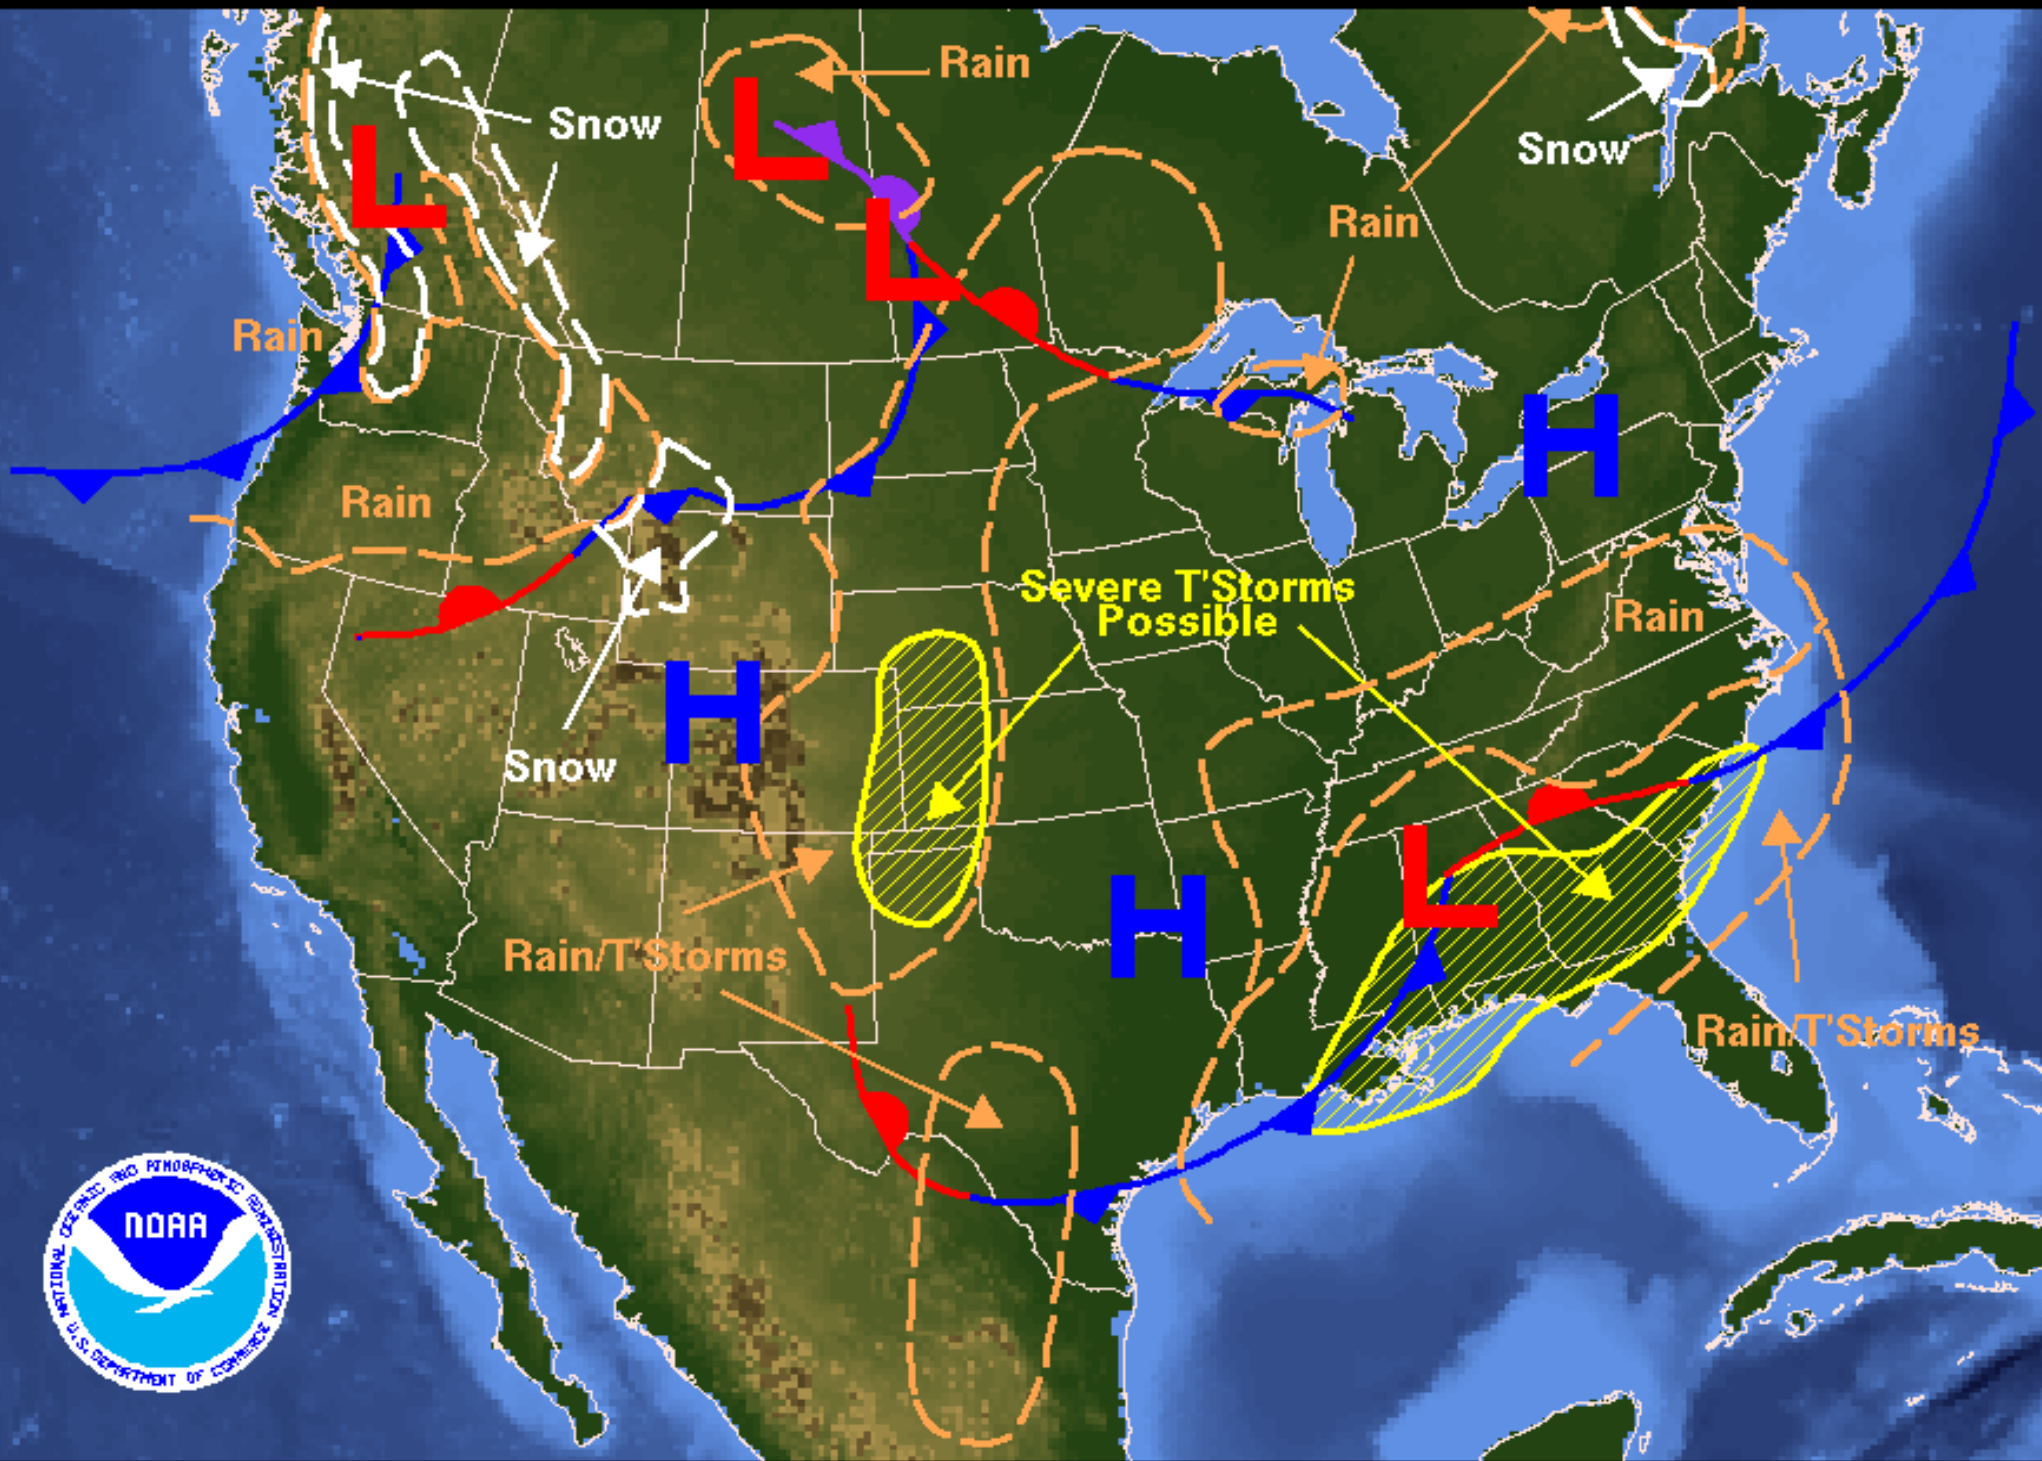 Rain
L
Snow
L
Snow
Rain
L
L
Rain
H
Rain
Severe T'Storms
Possible
Rain
H
Snow
L
H
Rain/T'Storms
Rain/T'Storms
NOAA
NATIONAL OCEANIC AND ATMOSPHERIC ADMINISTRATION
U.S. DEPARTMENT OF COMMERCE